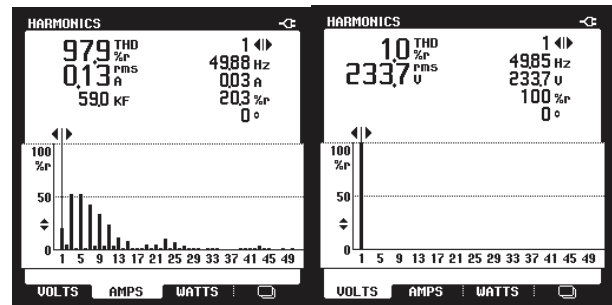 HARMONICS
97.9 THD %r
0.13 rms A
59.0 KF
1
49.88 Hz
0.03 A
20.3 %r
0 °
100
%r
50
0
1 5 9 13 17 21 25 29 33 37 41 45 49
VOLTS AMPS WATTS
HARMONICS
1.0 THD %r
233.7 rms V
1
49.85 Hz
233.7 V
100 %r
0 °
100
%r
50
0
1 5 9 13 17 21 25 29 33 37 41 45 49
VOLTS AMPS WATTS